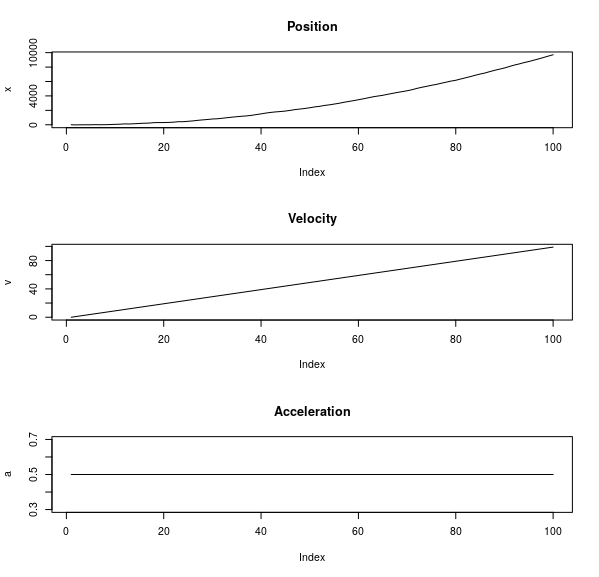 Position
10000
4000
0
x
0 20 40 60 80 100
Index
Velocity
80
40
0
v
0 20 40 60 80 100
Index
Acceleration
0.7
0.5
0.3
a
0 20 40 60 80 100
Index